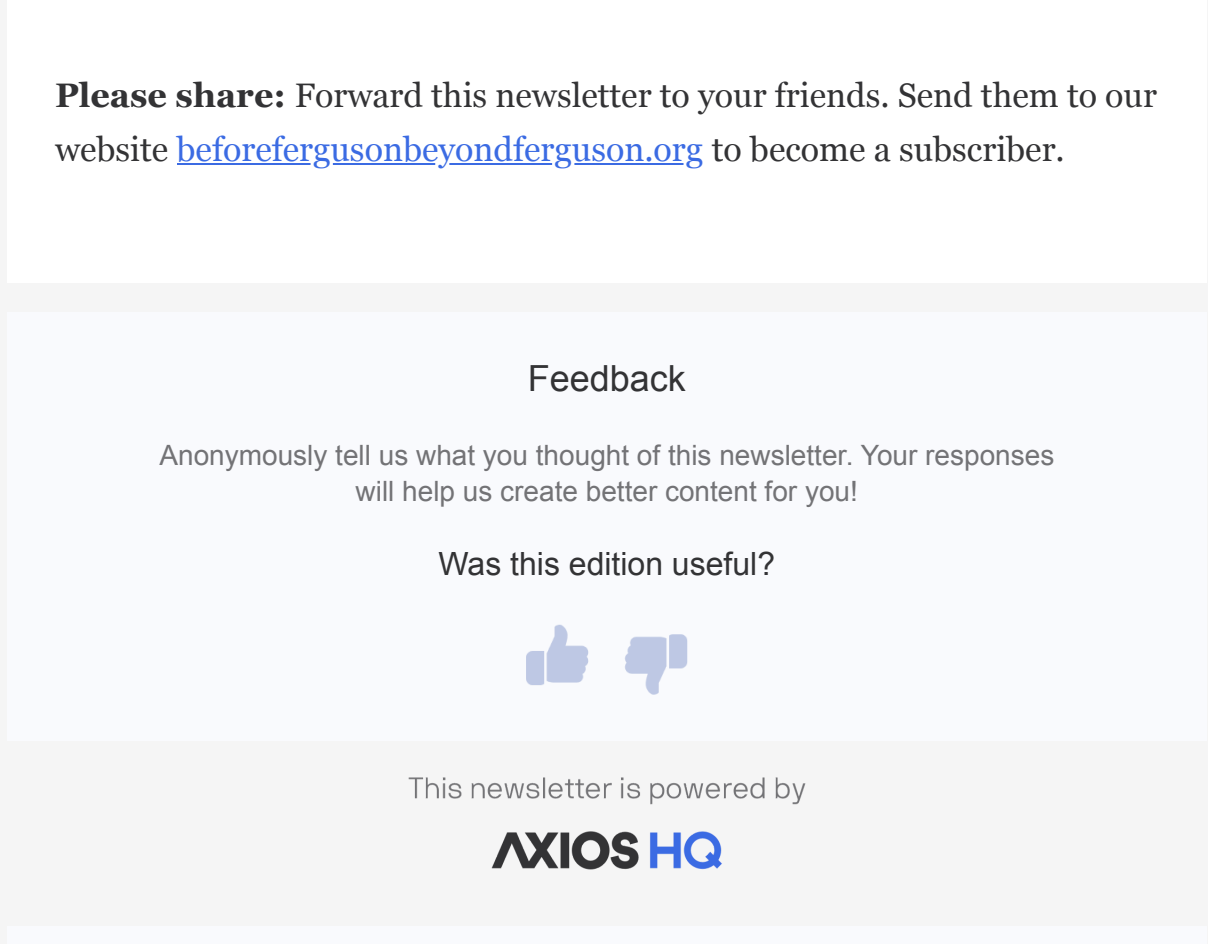 Please share: Forward this newsletter to your friends. Send them to our
website beforefergusonbeyondferguson.org to become a subscriber.
Feedback
Anonymously tell us what you thought of this newsletter. Your responses
will help us create better content for you!
Was this edition useful?
This newsletter is powered by
AXIOS HQ